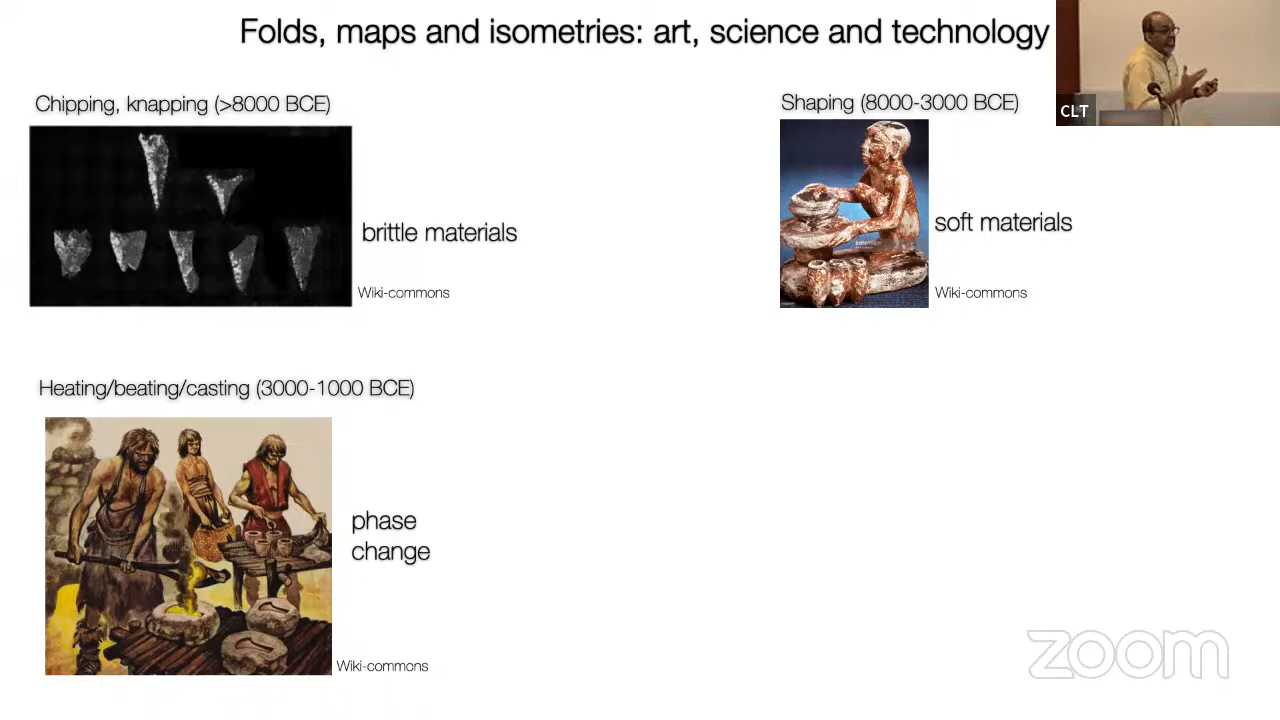 Folds, maps and isometries: art, science and technology
Chipping, knapping (>8000 BCE)
brittle materials
Wiki-commons
Shaping (8000-3000 BCE)
soft materials
Wiki-commons
CLT
Heating/beating/casting (3000-1000 BCE)
phase
change
Wiki-commons
zoom